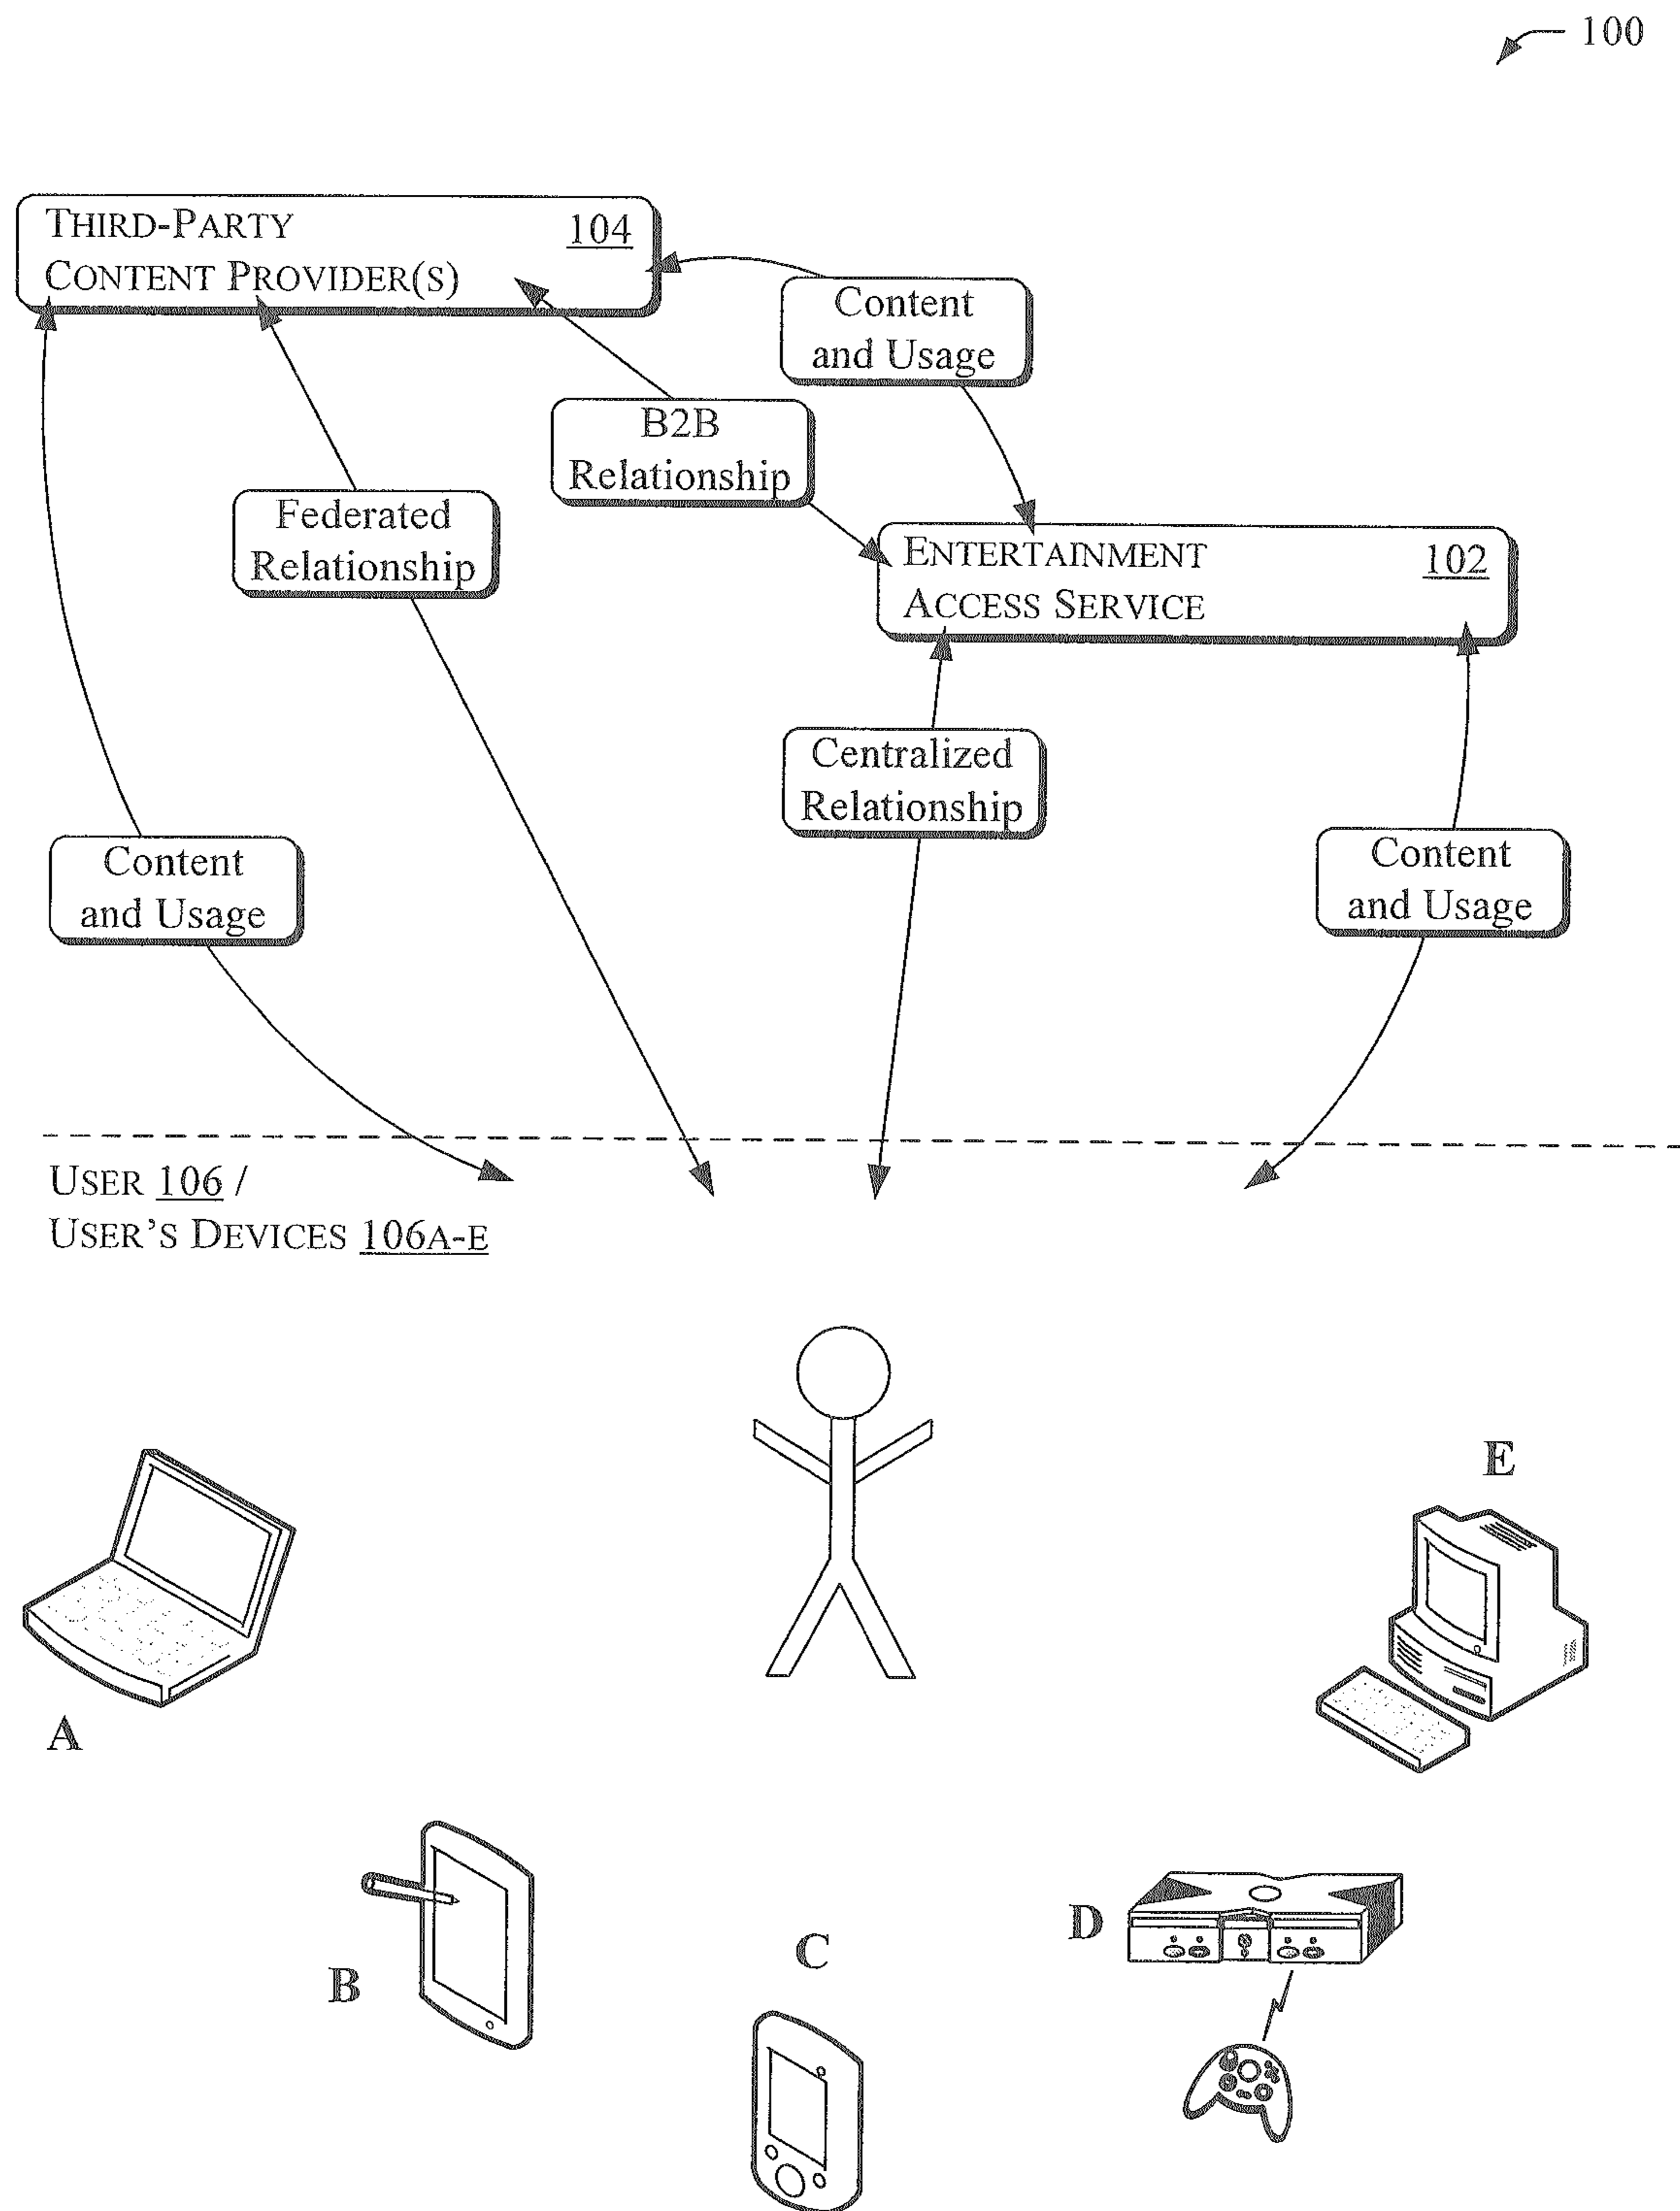 100
THIRD-PARTY
CONTENT PROVIDER(S)
104
Content
and Usage
B2B
Relationship
Federated
Relationship
ENTERTAINMENT
ACCESS SERVICE
102
Centralized
Relationship
Content
and Usage
Content
and Usage
USER 106 /
USER'S DEVICES 106A-E
E
A
D
C
B